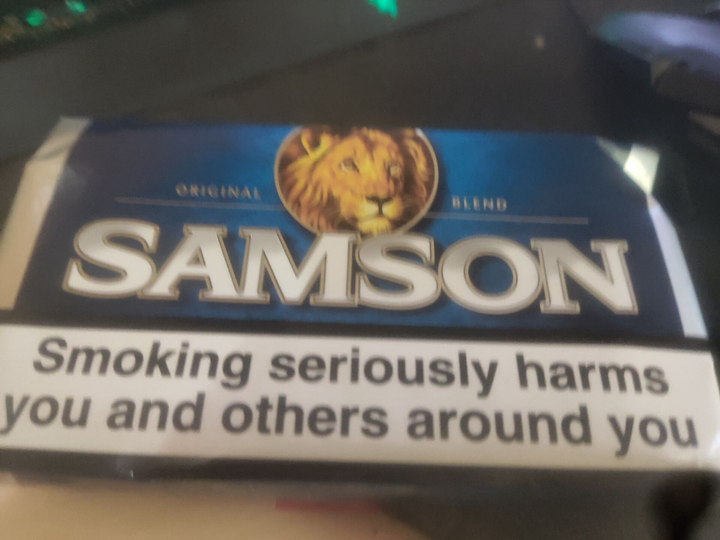 ORIGINAL BLEND
SAMSON
Smoking seriously harms
you and others around you